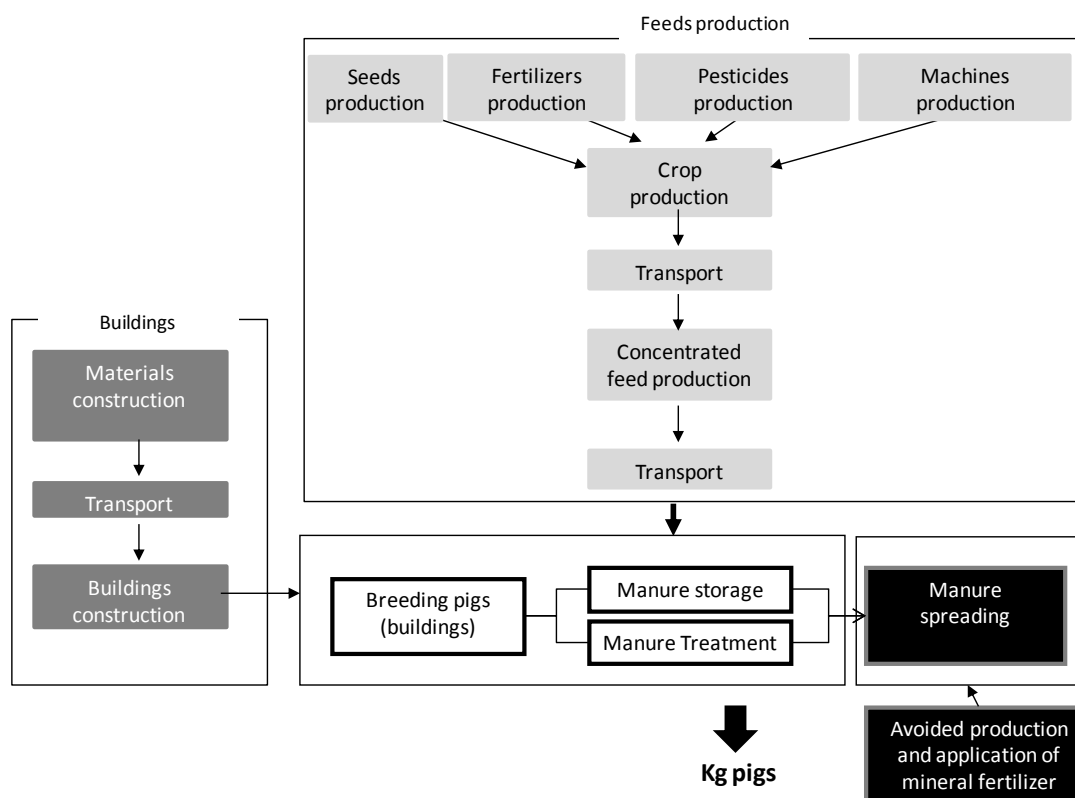 Feeds production
Seeds
production
Fertilizers
production
Pesticides
production
Machines
production
Crop
production
Transport
Concentrated
feed production
Transport
Buildings
Materials
construction
Transport
Buildings
construction
Breeding pigs
(buildings)
Manure storage
Manure Treatment
Manure
spreading
Avoided production
and application of
mineral fertilizer
Kg pigs